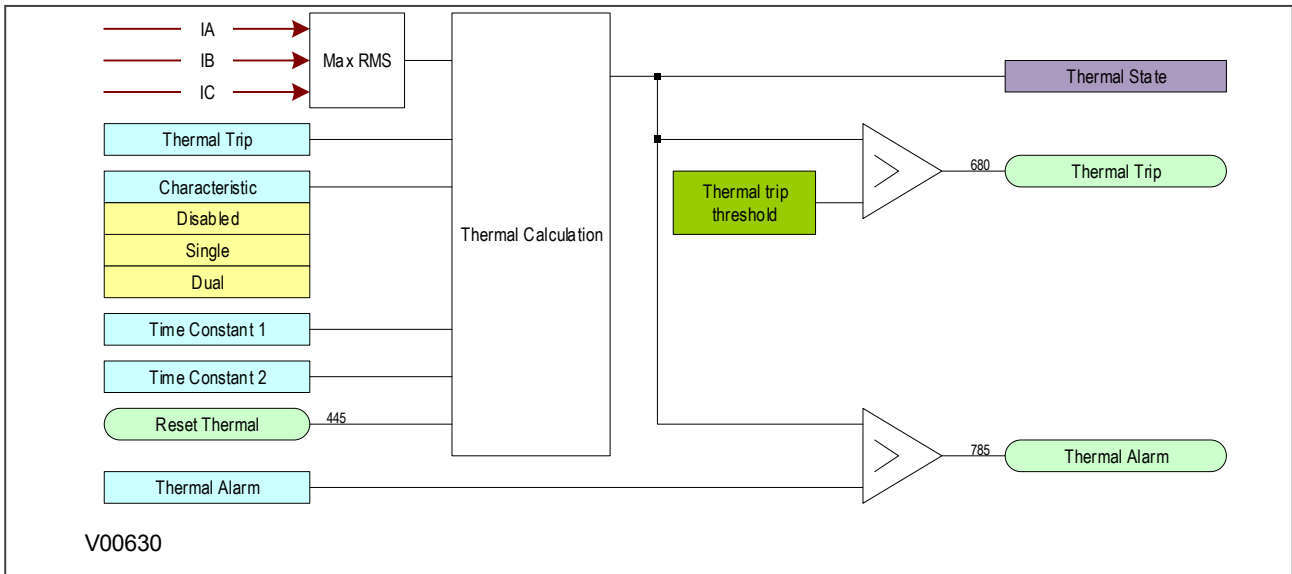 IA
IB
IC
Max RMS
Thermal State
Thermal Trip
680
Thermal Trip
Characteristic
Thermal trip
threshold
Disabled
Thermal Calculation
Single
Dual
Time Constant 1
Time Constant 2
Reset Thermal
445
785
Thermal Alarm
Thermal Alarm
V00630